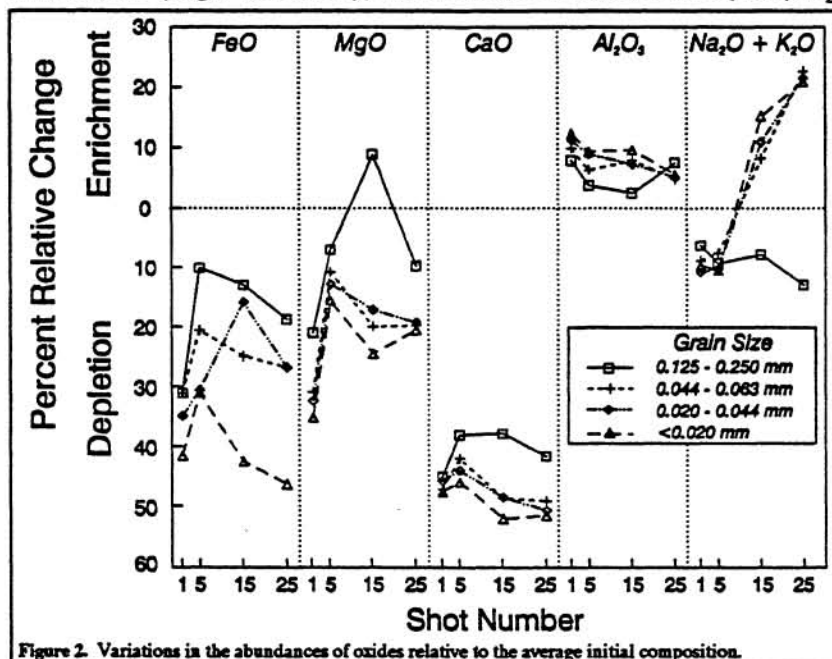 FeO MgO CaO Al₂O₃ Na₂O + K₂O
Percent Relative Change
Enrichment
Depletion
30
20
10
0
10
20
30
40
50
60
Grain Size
0.125 - 0.250 mm
0.044 - 0.063 mm
0.020 - 0.044 mm
<0.020 mm
1 5 15 25 1 5 15 25 1 5 15 25 1 5 15 25 1 5 15 25
Shot Number
Figure 2. Variations in the abundances of oxides relative to the average initial composition.